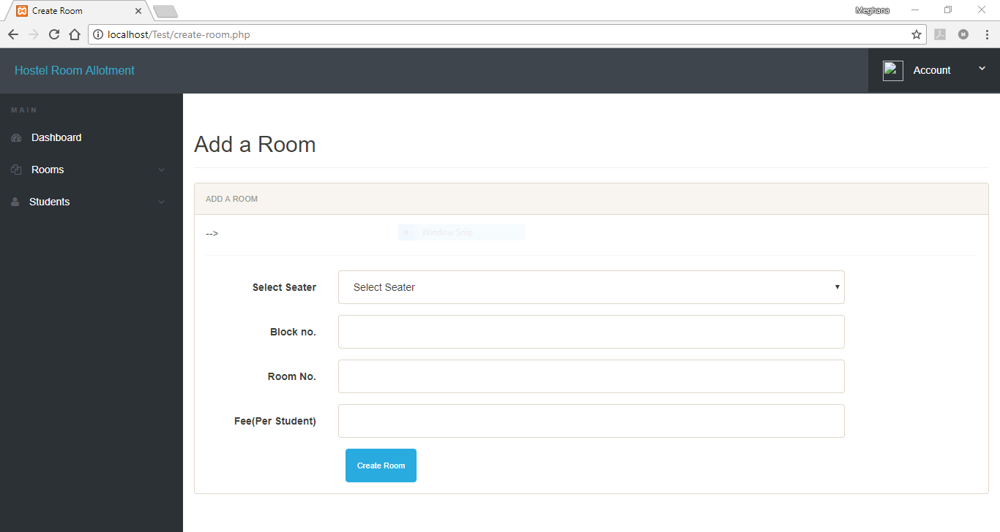 Create Room
Meghana
localhost/Test/create-room.php
M
Hostel Room Allotment
Account
MAIN
Dashboard
Rooms
Students
Add a Room
ADD A ROOM
-->
Window Snip
Select Seater
Select Seater
Block no.
Room No.
Fee(Per Student)
Create Room